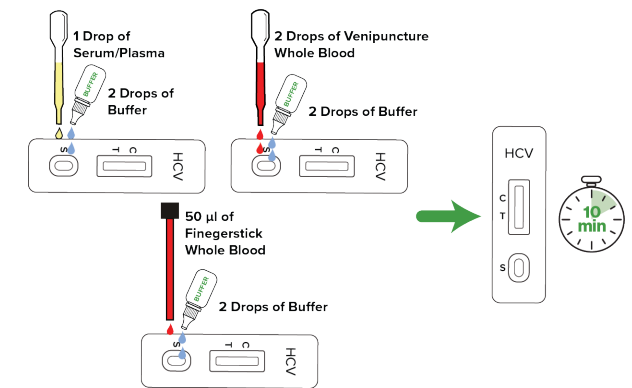 1 Drop of
Serum/Plasma
BUFFER
2 Drops of
Buffer
S
C
T
HCV
2 Drops of Venipuncture
Whole Blood
BUFFER
2 Drops of Buffer
S
C
T
HCV
50 µl of
Finegerstick
Whole Blood
BUFFER
2 Drops of Buffer
S
C
T
HCV
HCV
C
T
S
10
min